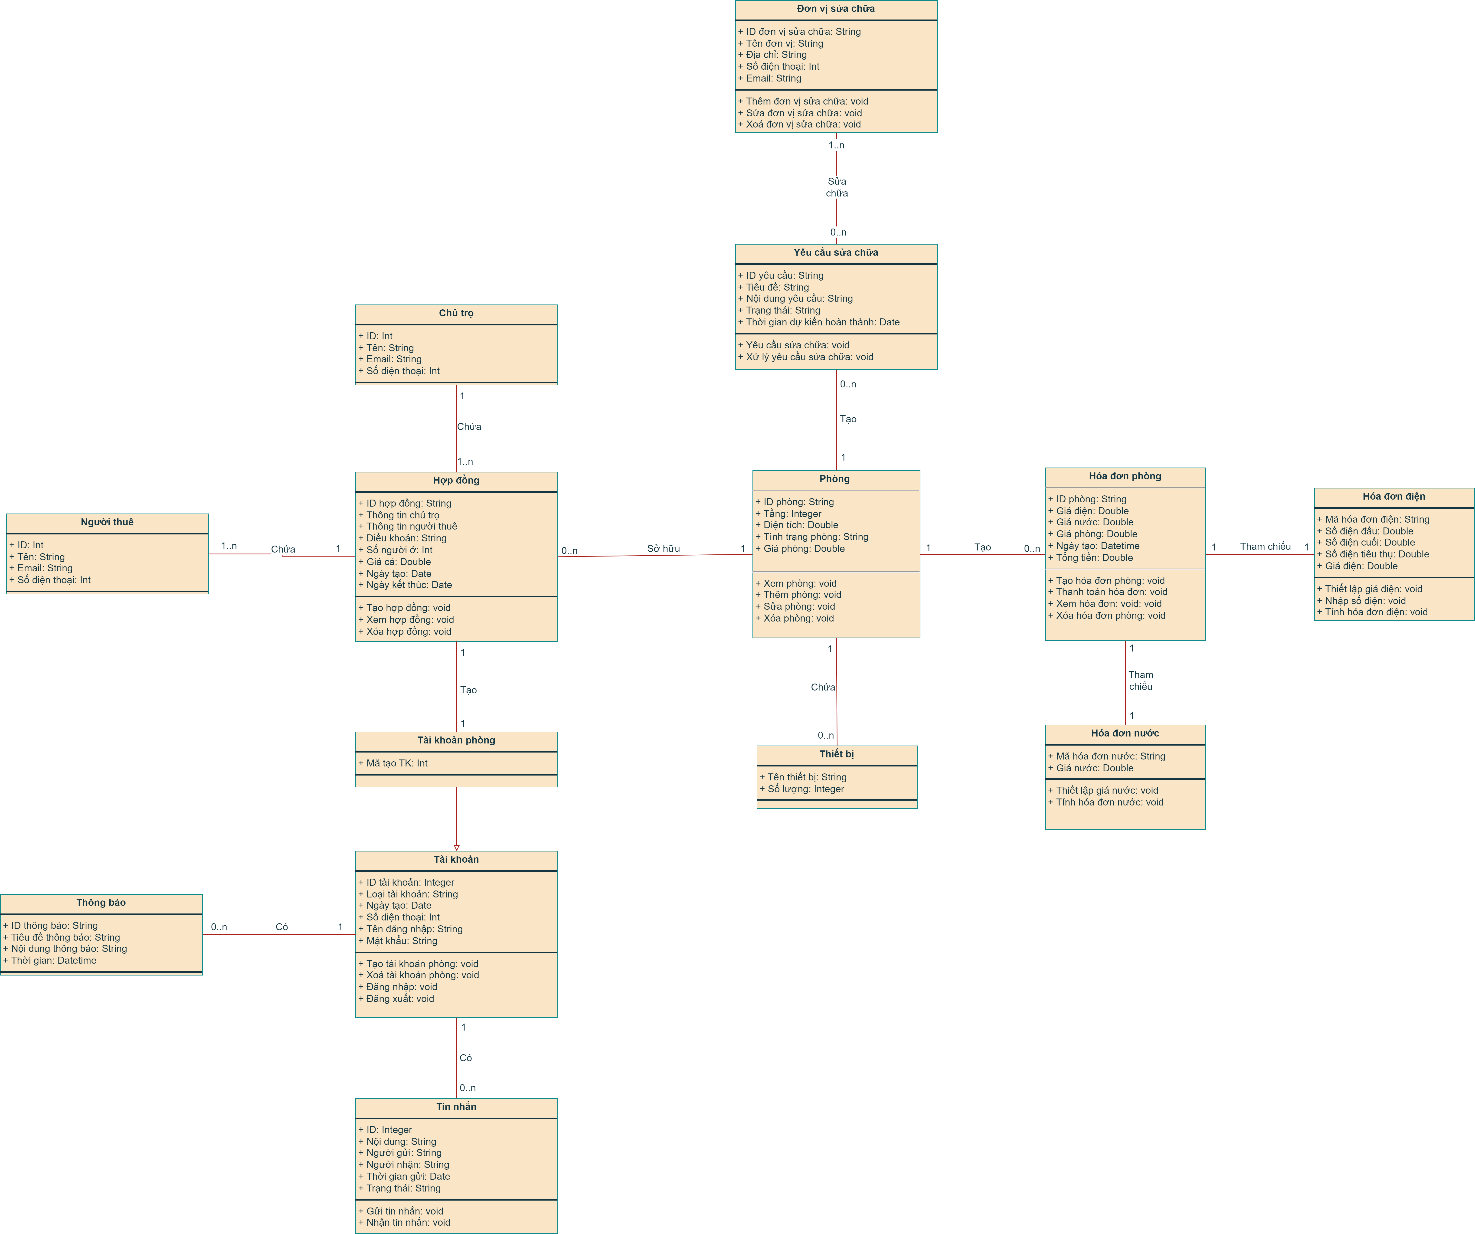 Đơn vị sửa chữa
+ ID đơn vị sửa chữa: String
+ Tên đơn vị: String
+ Địa chỉ: String
+ Số điện thoại: Int
+ Email: String
+ Thêm đơn vị sửa chữa: void
+ Sửa đơn vị sửa chữa: void
+ Xoá đơn vị sửa chữa: void
1..n
Sửa
chữa
0..n
Yêu cầu sửa chữa
+ ID yêu cầu: String
+ Tiêu đề: String
+ Nội dung yêu cầu: String
+ Trạng thái: String
+ Thời gian dự kiến hoàn thành: Date
+ Yêu cầu sửa chữa: void
+ Xử lý yêu cầu sửa chữa: void
0..n
Tạo
1
Chủ trọ
+ ID: Int
+ Tên: String
+ Email: String
+ Số điện thoại: Int
1
Chứa
1..n
Người thuê
+ ID: Int
+ Tên: String
+ Email: String
+ Số điện thoại: Int
1..n
Chứa
1
Hợp đồng
+ ID hợp đồng: String
+ Thông tin chủ trọ
+ Thông tin người thuê
+ Điều khoản: String
+ Số người ở: Int
+ Giá cả: Double
+ Ngày tạo: Date
+ Ngày kết thúc: Date
+ Tạo hợp đồng: void
+ Xem hợp đồng: void
+ Xóa hợp đồng: void
0..n
Sở hữu
1
Phòng
+ ID phòng: String
+ Tầng: Integer
+ Diện tích: Double
+ Tình trạng phòng: String
+ Giá phòng: Double
+ Xem phòng: void
+ Thêm phòng: void
+ Sửa phòng: void
+ Xóa phòng: void
1
Tạo
0..n
Hóa đơn phòng
+ ID phòng: String
+ Giá điện: Double
+ Giá nước: Double
+ Giá phòng: Double
+ Ngày tạo: Datetime
+ Tổng tiền: Double
+ Tạo hóa đơn phòng: void
+ Thanh toán hóa đơn: void
+ Xem hóa đơn: void: void
+ Xóa hóa đơn phòng: void
1
Tham chiếu
1
Hóa đơn điện
+ Mã hóa đơn điện: String
+ Số điện đầu: Double
+ Số điện cuối: Double
+ Số điện tiêu thụ: Double
+ Giá điện: Double
+ Thiết lập giá điện: void
+ Nhập số điện: void
+ Tính hóa đơn điện: void
1
Tạo
1
1
Chứa
0..n
1
Tham
chiếu
1
Tài khoản phòng
+ Mã tạo TK: Int
Thiết bị
+ Tên thiết bị: String
+ Số lượng: Integer
Hóa đơn nước
+ Mã hóa đơn nước: String
+ Giá nước: Double
+ Thiết lập giá nước: void
+ Tính hóa đơn nước: void
Thông báo
+ ID thông báo: String
+ Tiêu đề thông báo: String
+ Nội dung thông báo: String
+ Thời gian: Datetime
0..n
Có
1
Tài khoản
+ ID tài khoản: Integer
+ Loại tài khoản: String
+ Ngày tạo: Date
+ Số điện thoại: Int
+ Tên đăng nhập: String
+ Mật khẩu: String
+ Tạo tài khoản phòng: void
+ Xoá tài khoản phòng: void
+ Đăng nhập: void
+ Đăng xuất: void
1
Có
0..n
Tin nhắn
+ ID: Integer
+ Nội dung: String
+ Người gửi: String
+ Người nhận: String
+ Thời gian gửi: Date
+ Trạng thái: String
+ Gửi tin nhắn: void
+ Nhận tin nhắn: void